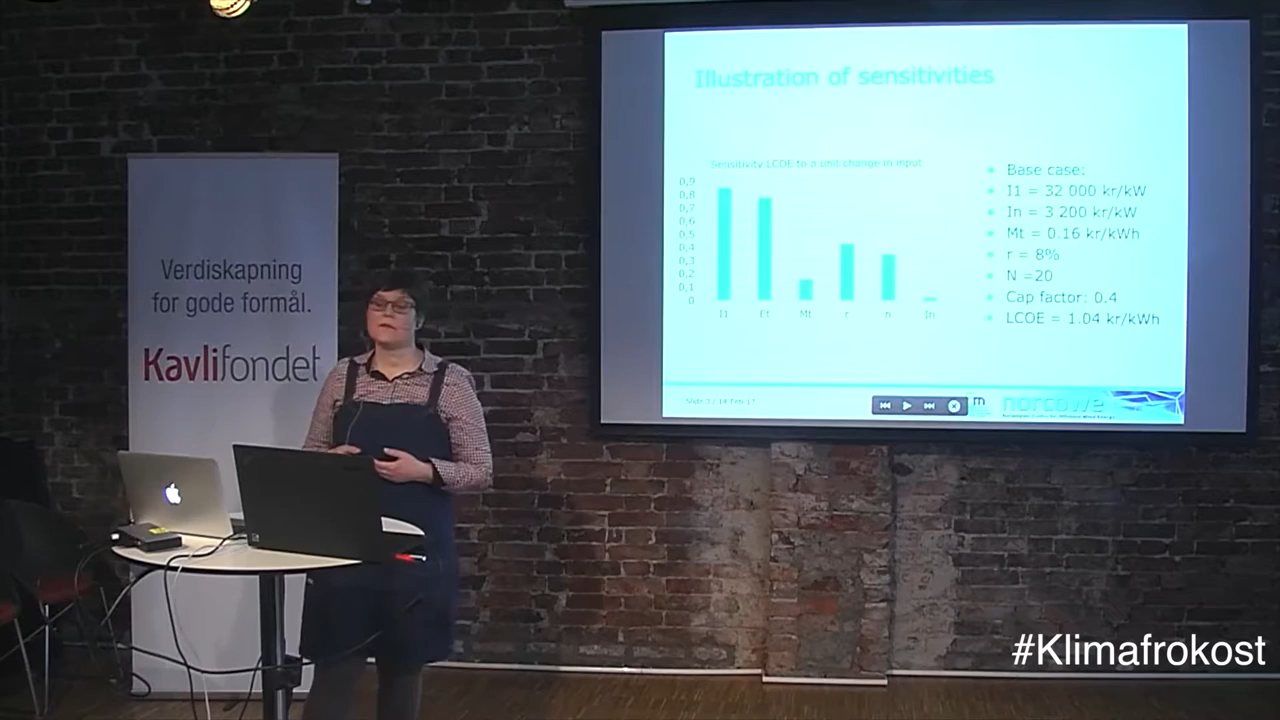 Verdiskapning
for gode formål.
Kavlifondet
Illustration of sensitivities
Sensitivity LCOE to a unit change in input
0,9
0,8
0,7
0,6
0,5
0,4
0,3
0,2
0,1
0
I1
Et
Mt
r
n
In
Base case:
I1 = 32 000 kr/kW
In = 3 200 kr/kW
Mt = 0.16 kr/kWh
r = 8%
N =20
Cap factor: 0.4
LCOE = 1.04 kr/kWh
norcowe
#Klimafrokost